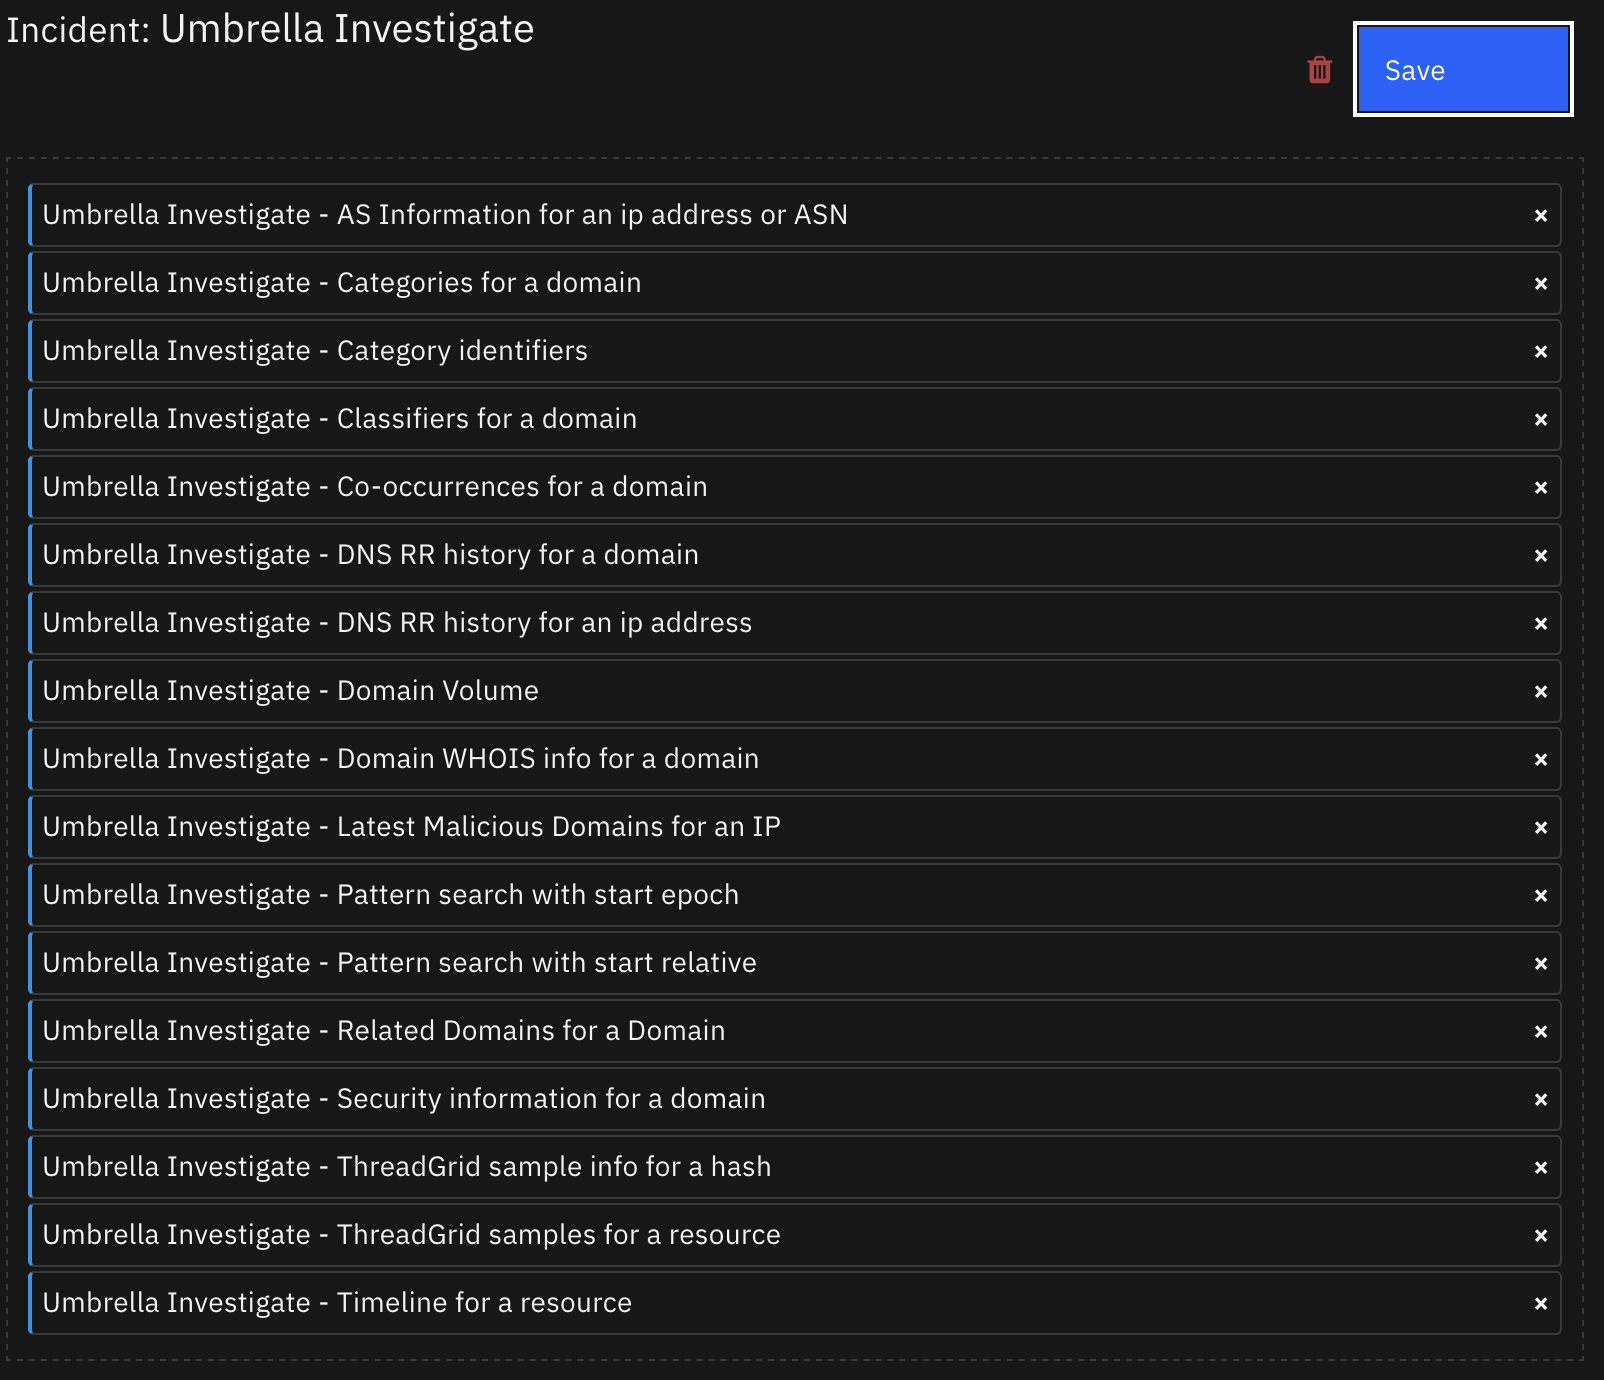 Incident: Umbrella Investigate
Save
Umbrella Investigate - AS Information for an ip address or ASN
Umbrella Investigate - Categories for a domain
Umbrella Investigate - Category identifiers
Umbrella Investigate - Classifiers for a domain
Umbrella Investigate - Co-occurrences for a domain
Umbrella Investigate - DNS RR history for a domain
Umbrella Investigate - DNS RR history for an ip address
Umbrella Investigate - Domain Volume
Umbrella Investigate - Domain WHOIS info for a domain
Umbrella Investigate - Latest Malicious Domains for an IP
Umbrella Investigate - Pattern search with start epoch
Umbrella Investigate - Pattern search with start relative
Umbrella Investigate - Related Domains for a Domain
Umbrella Investigate - Security information for a domain
Umbrella Investigate - ThreadGrid sample info for a hash
Umbrella Investigate - ThreadGrid samples for a resource
Umbrella Investigate - Timeline for a resource